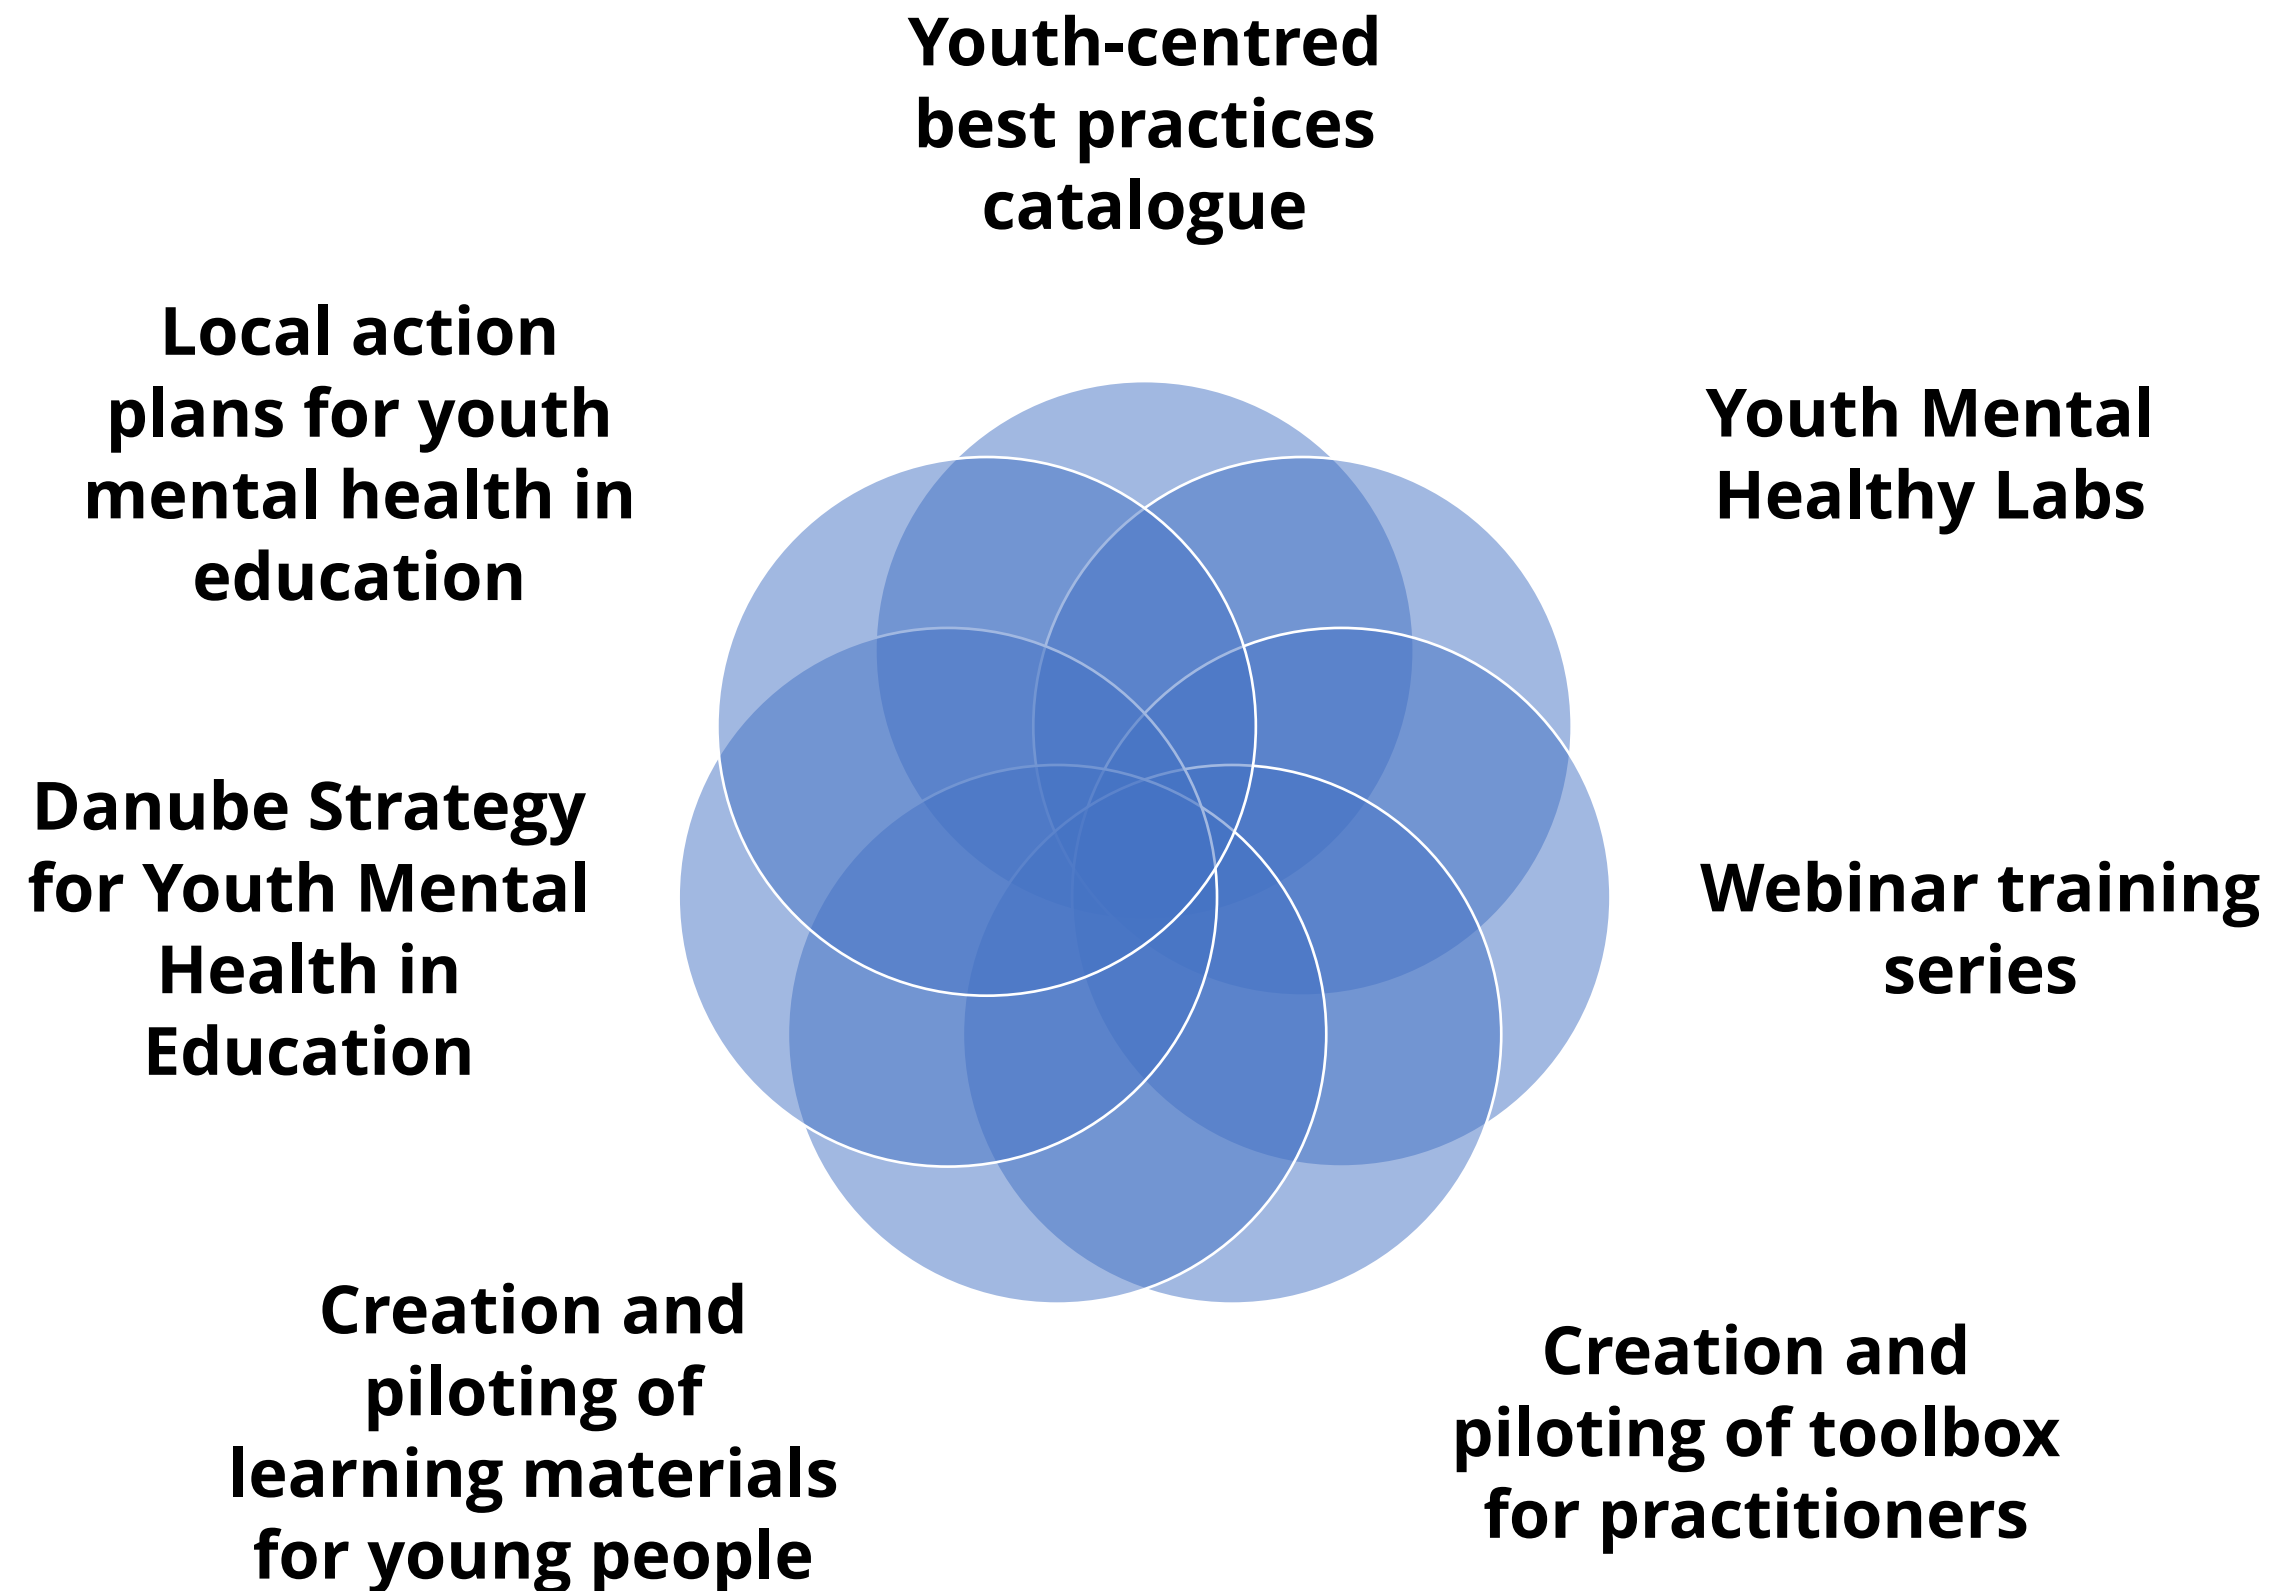 Youth-centred
best practices
catalogue
Youth Mental
Healthy Labs
Webinar training
series
Creation and
piloting of toolbox
for practitioners
Creation and
piloting of
learning materials
for young people
Danube Strategy
for Youth Mental
Health in
Education
Local action
plans for youth
mental health in
education